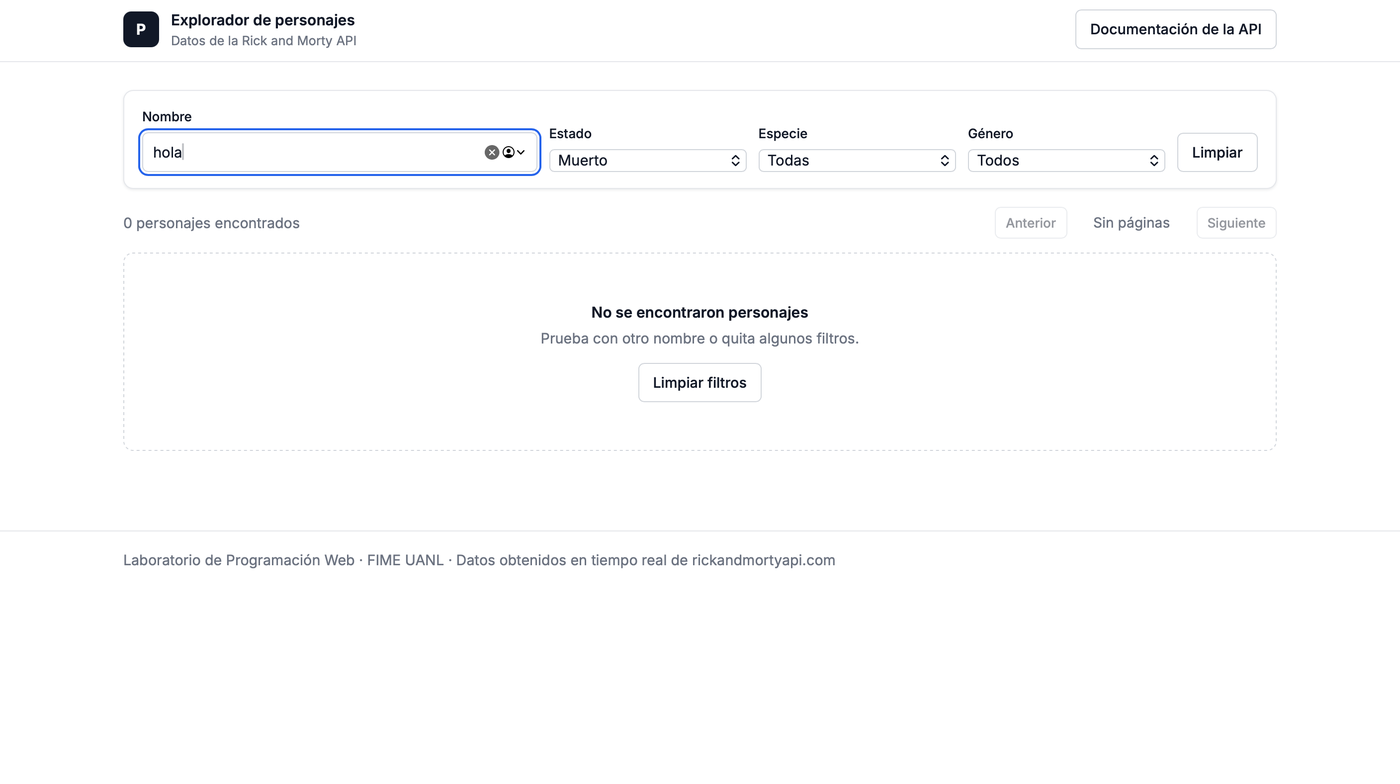 P
Explorador de personajes
Datos de la Rick and Morty API
Documentación de la API
Nombre
hola
Estado
Muerto
Especie
Todas
Género
Todos
Limpiar
0 personajes encontrados
Anterior
Sin páginas
Siguiente
No se encontraron personajes
Prueba con otro nombre o quita algunos filtros.
Limpiar filtros
Laboratorio de Programación Web · FIME UANL · Datos obtenidos en tiempo real de rickandmortyapi.com